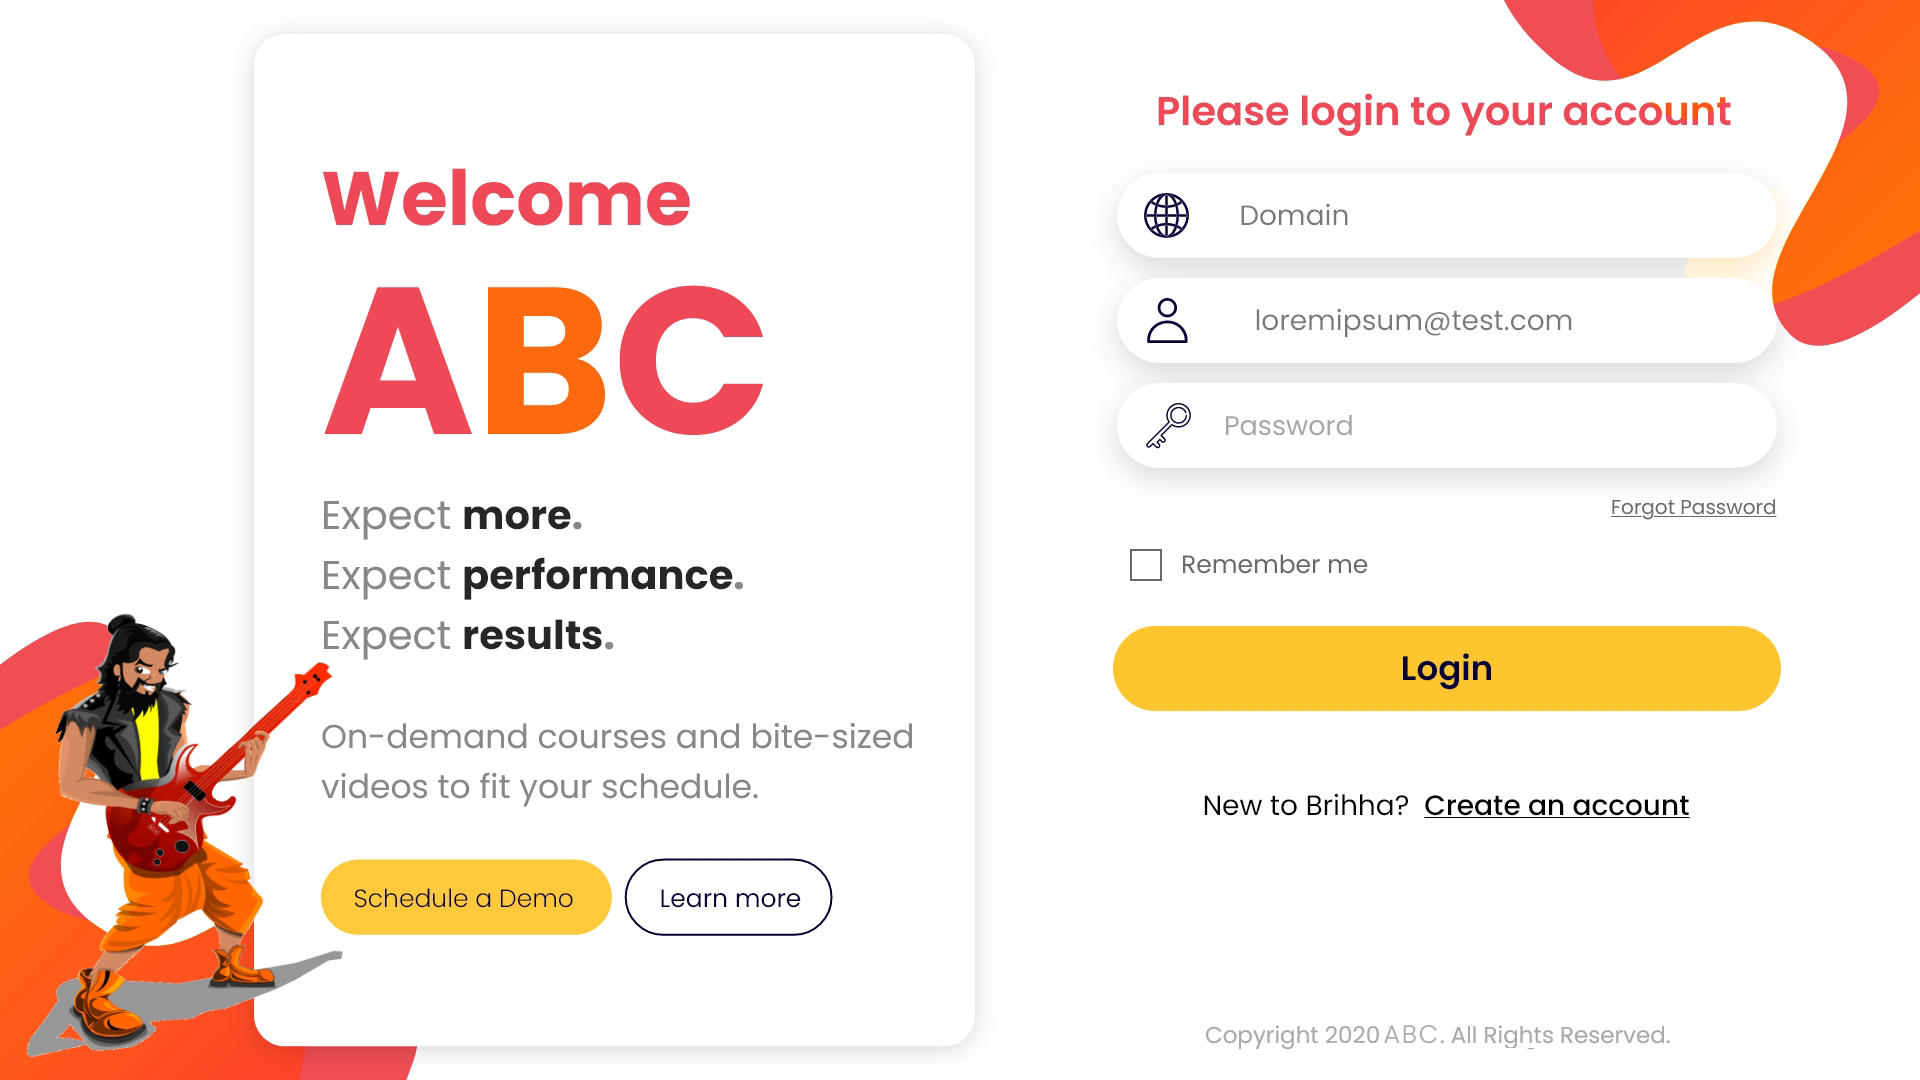 Welcome
ABC
Expect more.
Expect performance.
Expect results.
On-demand courses and bite-sized
videos to fit your schedule.
Schedule a Demo
Learn more
Please login to your account
Domain
loremipsum@test.com
Password
Forgot Password
Remember me
Login
New to Brihha? Create an account
Copyright 2020 ABC. All Rights Reserved.